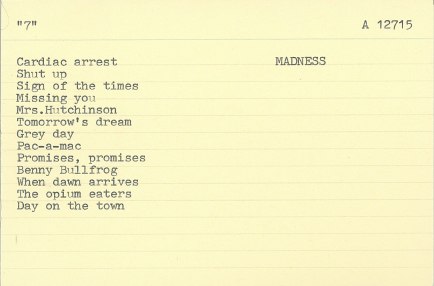 "7" A 12715
Cardiac arrest MADNESS
Shut up
Sign of the times
Missing you
Mrs.Hutchinson
Tomorrow's dream
Grey day
Pac-a-mac
Promises, promises
Benny Bullfrog
When dawn arrives
The opium eaters
Day on the town